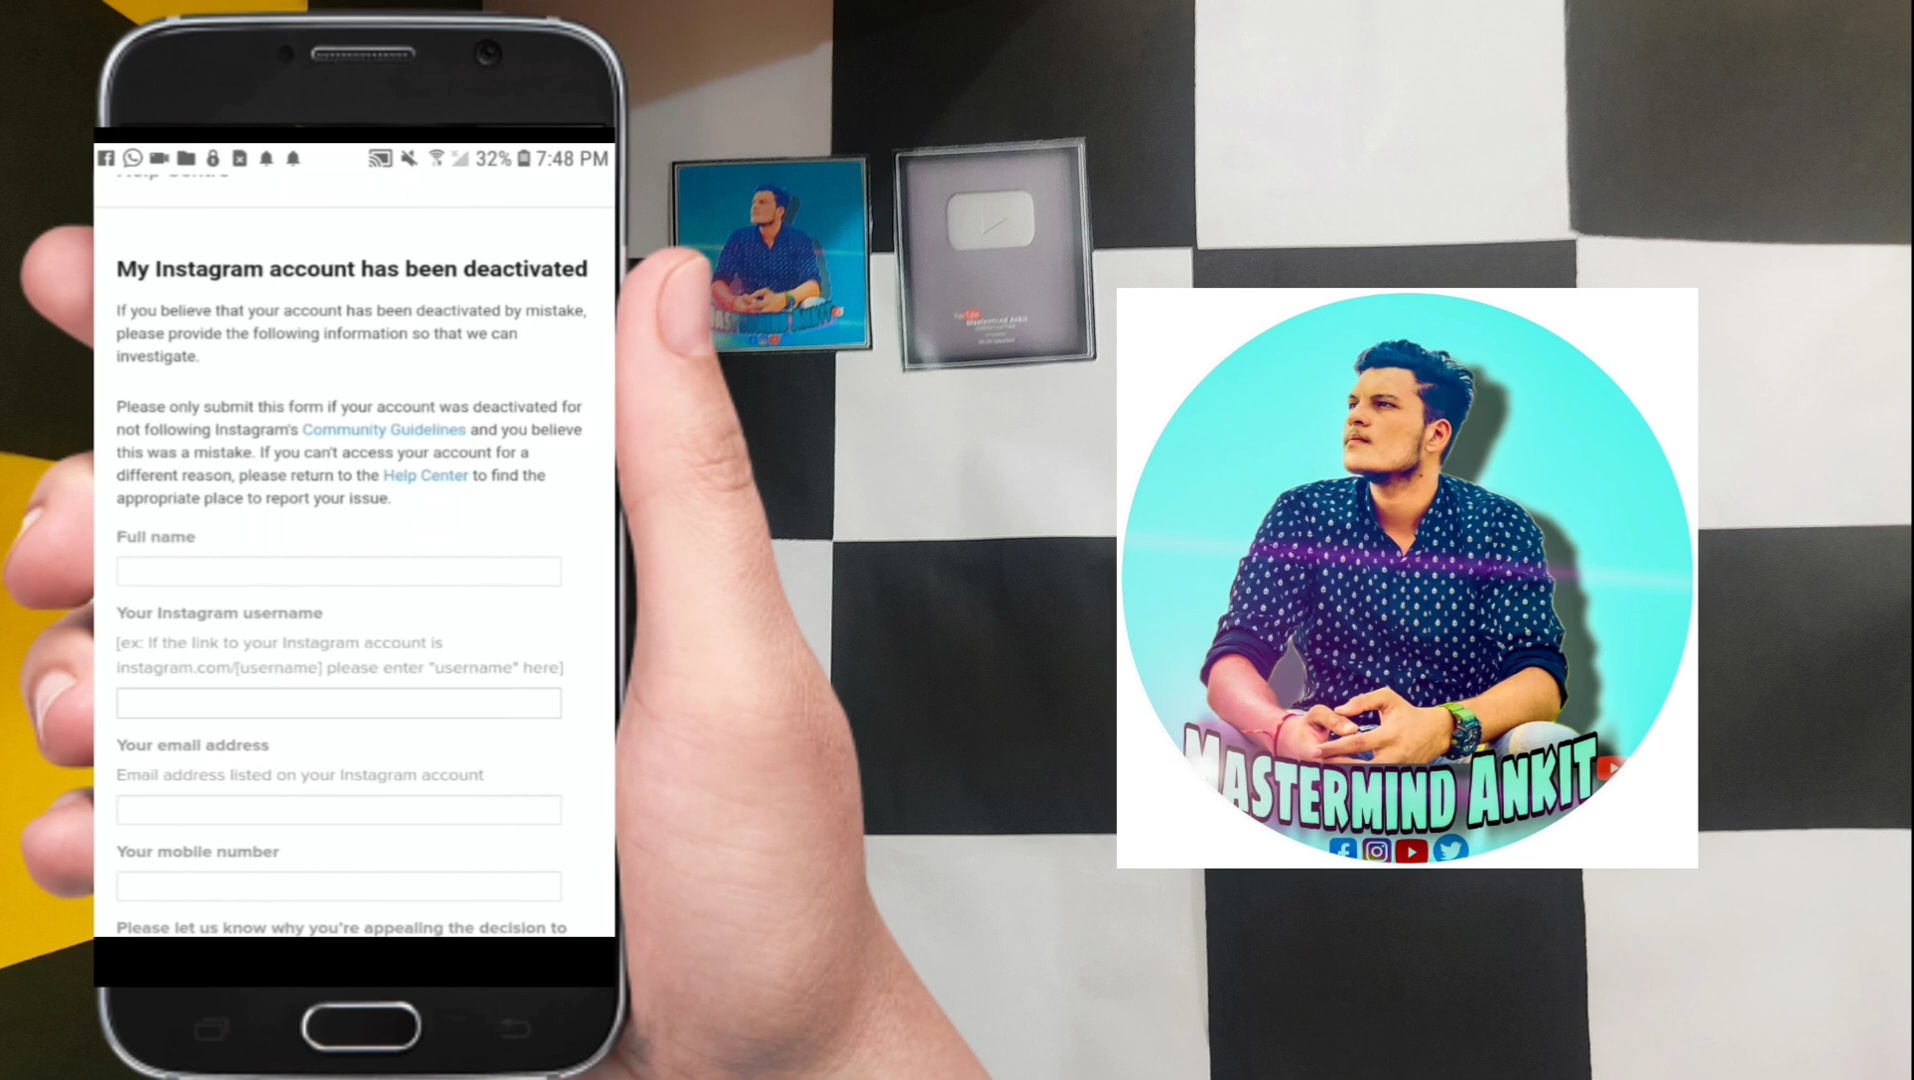 32% 7:48 PM
My Instagram account has been deactivated
If you believe that your account has been deactivated by mistake,
please provide the following information so that we can
investigate.
Please only submit this form if your account was deactivated for
not following Instagram's Community Guidelines and you believe
this was a mistake. If you can't access your account for a
different reason, please return to the Help Center to find the
appropriate place to report your issue.
Full name
Your Instagram username
[ex: If the link to your Instagram account is
instagram.com/[username] please enter "username" here]
Your email address
Email address listed on your Instagram account
Your mobile number
Please let us know why you're appealing the decision to
YouTube
Mastermind Ankit
MASTERMIND ANKIT